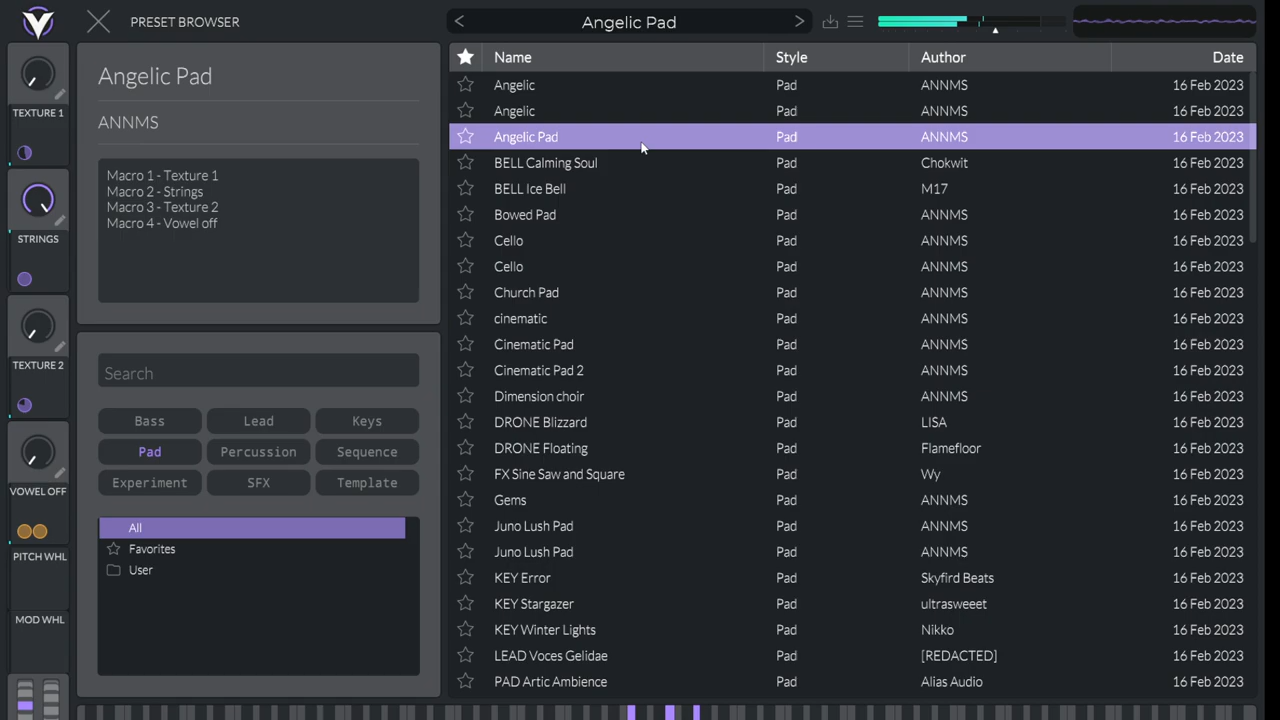 PRESET BROWSER
Angelic Pad
TEXTURE 1
STRINGS
TEXTURE 2
VOWEL OFF
PITCH WHL
MOD WHL
Angelic Pad
ANNMS
Macro 1 - Texture 1
Macro 2 - Strings
Macro 3 - Texture 2
Macro 4 - Vowel off
Search
Bass Lead Keys
Pad Percussion Sequence
Experiment SFX Template
All
Favorites
User
Name Style Author Date
Angelic Pad ANNMS 16 Feb 2023
Angelic Pad ANNMS 16 Feb 2023
Angelic Pad Pad ANNMS 16 Feb 2023
BELL Calming Soul Pad Chokwit 16 Feb 2023
BELL Ice Bell Pad M17 16 Feb 2023
Bowed Pad Pad ANNMS 16 Feb 2023
Cello Pad ANNMS 16 Feb 2023
Cello Pad ANNMS 16 Feb 2023
Church Pad Pad ANNMS 16 Feb 2023
cinematic Pad ANNMS 16 Feb 2023
Cinematic Pad Pad ANNMS 16 Feb 2023
Cinematic Pad 2 Pad ANNMS 16 Feb 2023
Dimension choir Pad ANNMS 16 Feb 2023
DRONE Blizzard Pad LISA 16 Feb 2023
DRONE Floating Pad Flamefloor 16 Feb 2023
FX Sine Saw and Square Pad Wy 16 Feb 2023
Gems Pad ANNMS 16 Feb 2023
Juno Lush Pad Pad ANNMS 16 Feb 2023
Juno Lush Pad Pad ANNMS 16 Feb 2023
KEY Error Pad Skyfird Beats 16 Feb 2023
KEY Stargazer Pad ultrasweeet 16 Feb 2023
KEY Winter Lights Pad Nikko 16 Feb 2023
LEAD Voces Gelidae Pad [REDACTED] 16 Feb 2023
PAD Artic Ambience Pad Alias Audio 16 Feb 2023